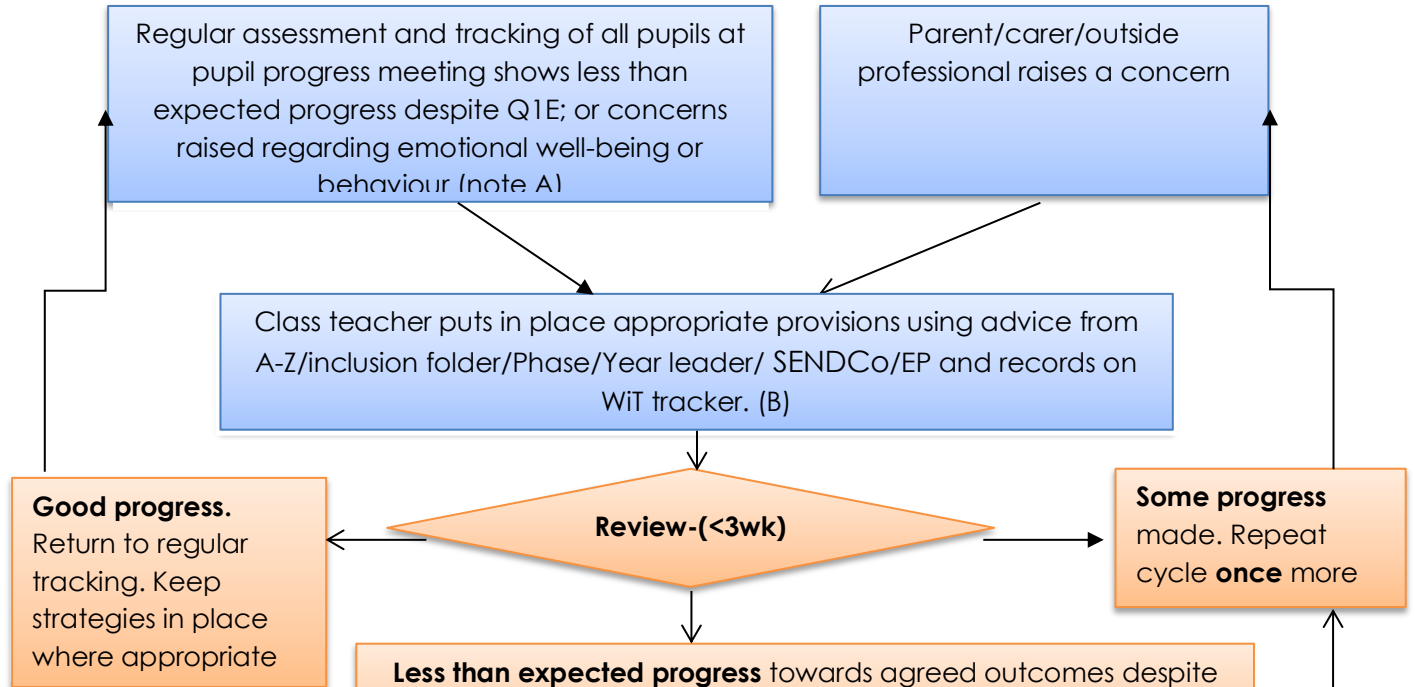 Regular assessment and tracking of all pupils at
pupil progress meeting shows less than
expected progress despite Q1E; or concerns
raised regarding emotional well-being or
behaviour (note A)
Parent/carer/outside
professional raises a concern
Class teacher puts in place appropriate provisions using advice from
A-Z/inclusion folder/Phase/Year leader/ SENDCo/EP and records on
WiT tracker. (B)
Review-(<3wk)
Good progress.
Return to regular
tracking. Keep
strategies in place
where appropriate
Some progress
made. Repeat
cycle once more
Less than expected progress towards agreed outcomes despite